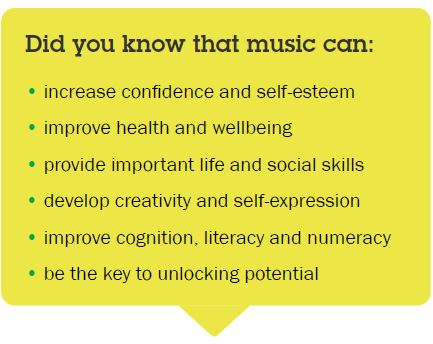 Did you know that music can:
• increase confidence and self-esteem
• improve health and wellbeing
• provide important life and social skills
• develop creativity and self-expression
• improve cognition, literacy and numeracy
• be the key to unlocking potential